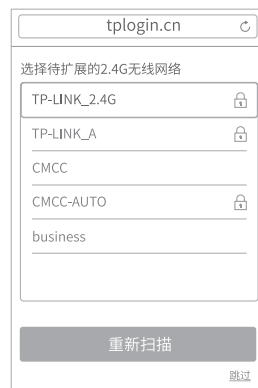 tplogin.cn
选择待扩展的2.4G无线网络
TP-LINK_2.4G
TP-LINK_A
CMCC
CMCC-AUTO
business
重新扫描
跳过